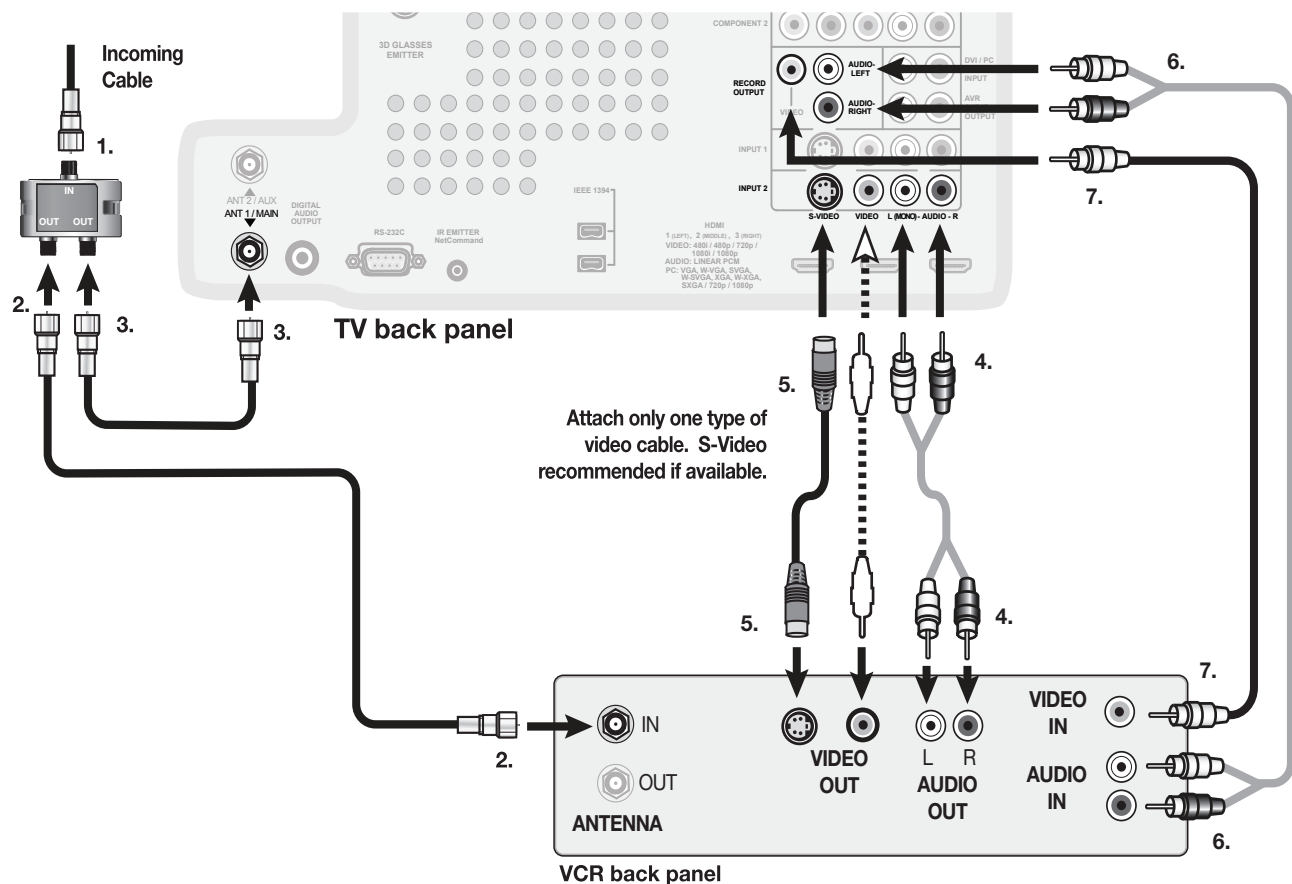 Incoming
Cable
1.
IN
OUT OUT
2.
3.
3.
3D GLASSES
EMITTER
ANT 2 / AUX
ANT 1 / MAIN
DIGITAL
AUDIO
OUTPUT
RS-232C
IR EMITTER
NetCommand
IEEE 1394
HDMI
1 (LEFT), 2 (MIDDLE), 3 (RIGHT)
VIDEO: 480i / 480p / 720p /
1080i / 1080p
AUDIO: LINEAR PCM
PC: VGA, W-VGA, SVGA,
W-SVGA, XGA, W-XGA,
SXGA / 720p / 1080p
COMPONENT 2
RECORD
OUTPUT
VIDEO
AUDIO-
LEFT
AUDIO-
RIGHT
DVI / PC
INPUT
AVR
OUTPUT
INPUT 1
INPUT 2
S-VIDEO VIDEO L (MONO)- AUDIO - R
TV back panel
6.
7.
5.
4.
Attach only one type of
video cable. S-Video
recommended if available.
5.
4.
2.
IN
OUT
ANTENNA
VIDEO
OUT
L R
AUDIO
OUT
VIDEO
IN
AUDIO
IN
7.
6.
VCR back panel